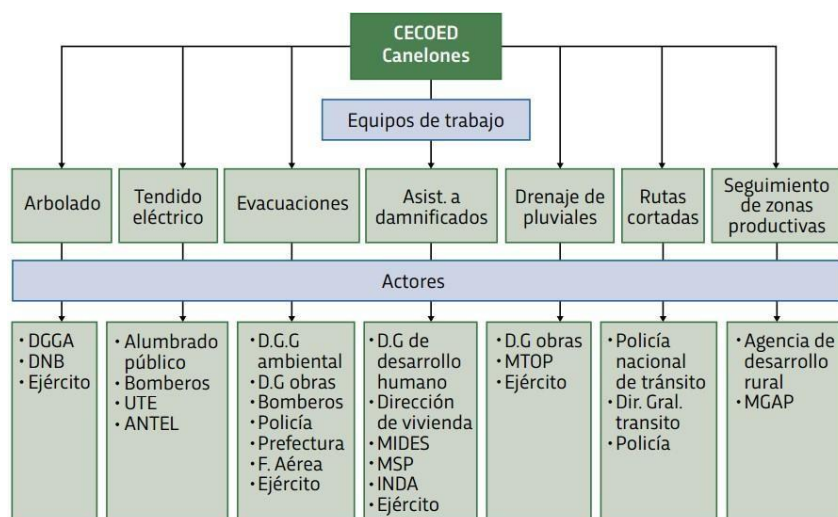 CECOED
Canelones
Equipos de trabajo
Arbolado
Tendido
eléctrico
Evacuaciones
Asist. a
damnificados
Drenaje de
pluviales
Rutas
cortadas
Seguimiento
de zonas
productivas
Actores
• DGGA
• DNB
• Ejército
• Alumbrado
público
• Bomberos
• UTE
• ANTEL
• D.G.G
ambiental
• D.G obras
• Bomberos
• Policía
• Prefectura
• F. Aérea
• Ejército
• D.G de
desarrollo
humano
• Dirección
de vivienda
• MIDES
• MSP
• INDA
• Ejército
• D.G obras
• MTOP
• Ejército
• Policía
nacional
de tránsito
• Dir. Gral.
transito
• Policía
• Agencia de
desarrollo
rural
• MGAP